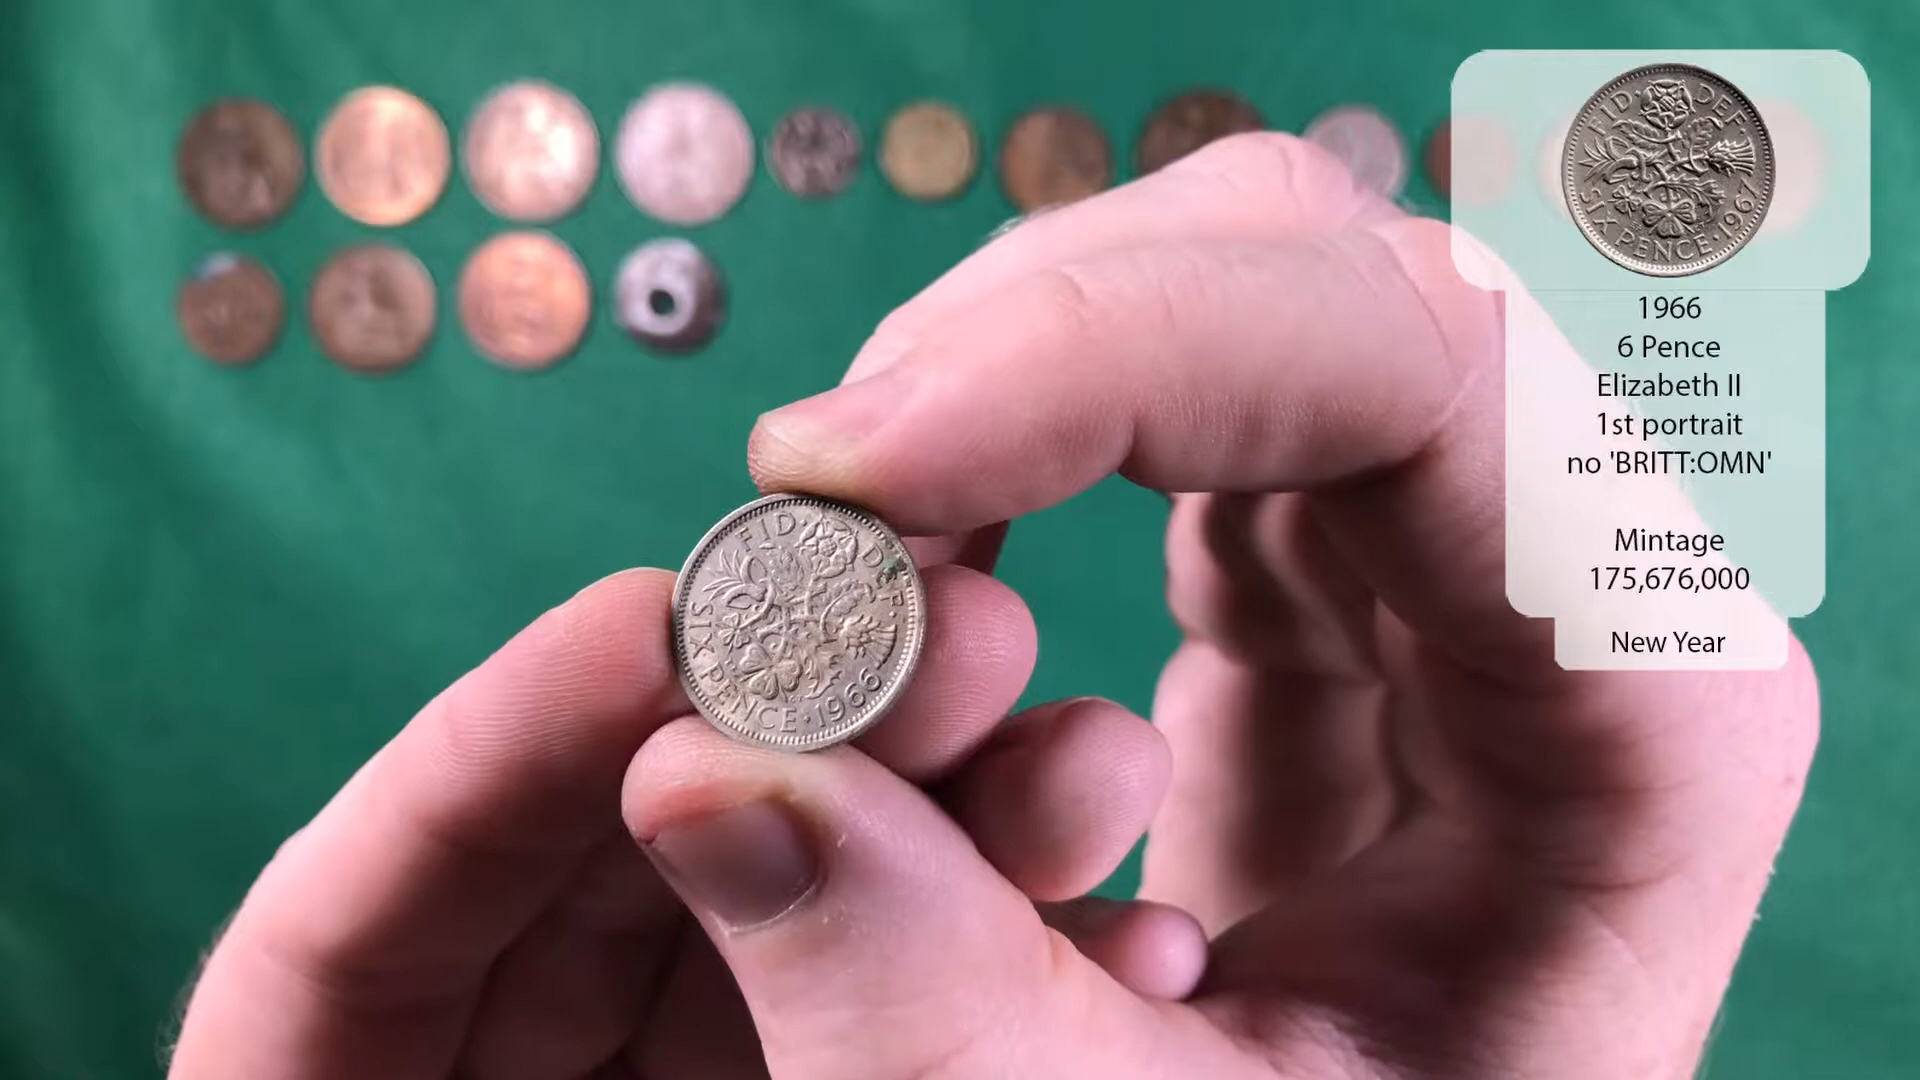 FID · DEF ·
SIX PENCE · 1967
1966
6 Pence
Elizabeth II
1st portrait
no 'BRITT:OMN'
Mintage
175,676,000
New Year
FID · DEF ·
SIX PENCE · 1966